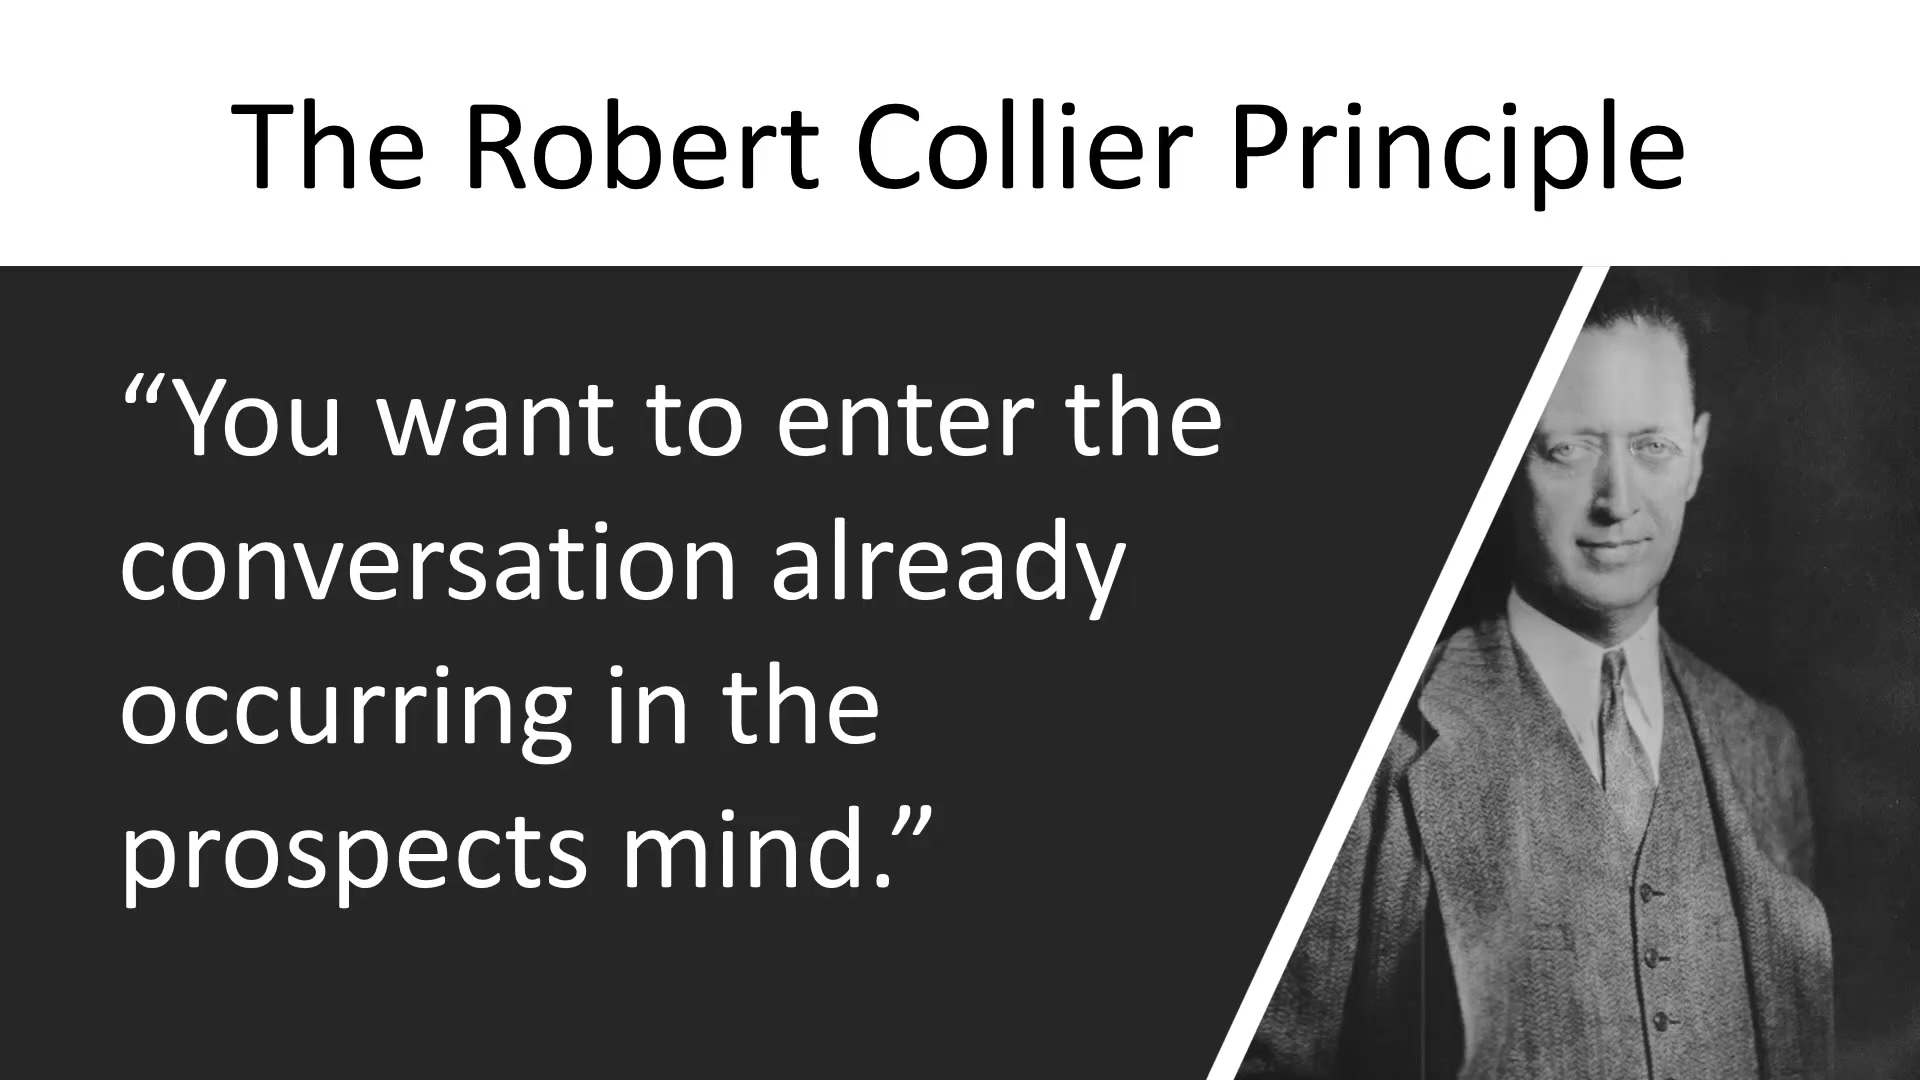 The Robert Collier Principle
“You want to enter the
conversation already
occurring in the
prospects mind.”